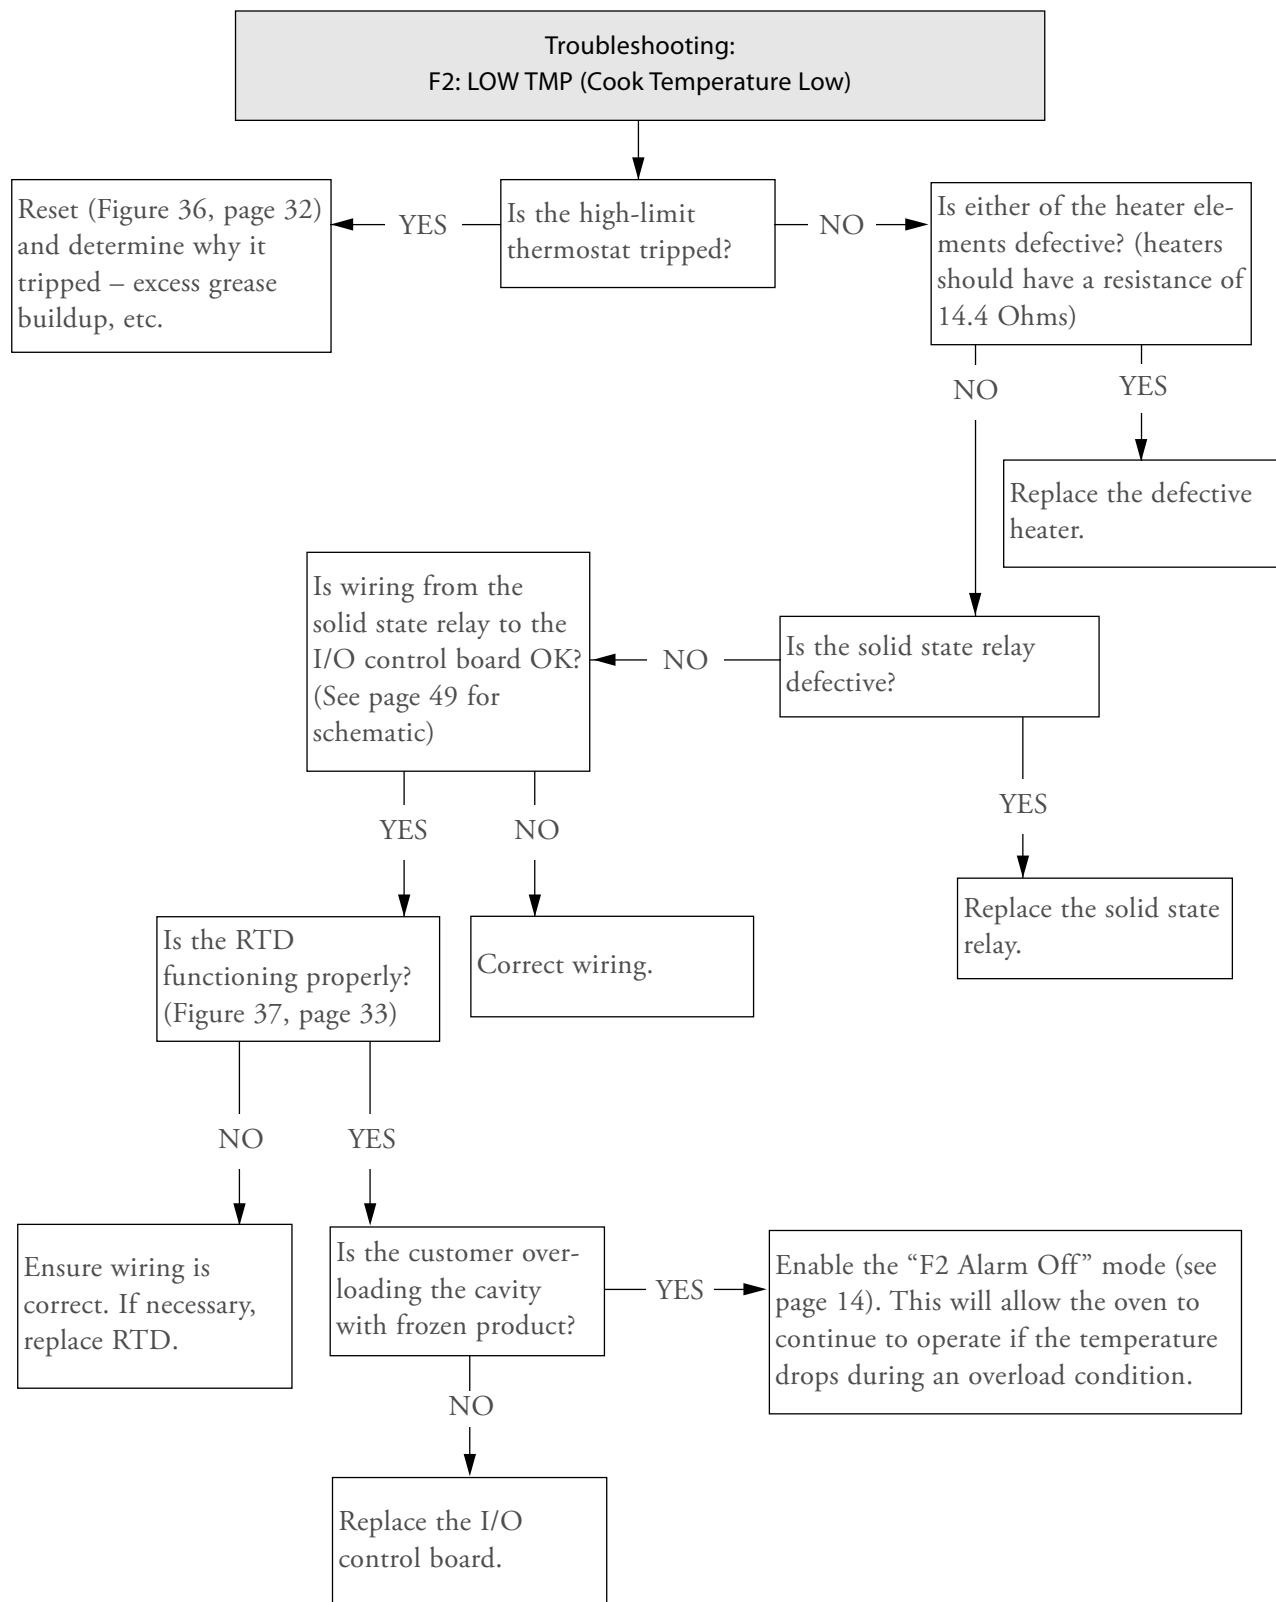 Troubleshooting:
F2: LOW TMP (Cook Temperature Low)
Reset (Figure 36, page 32)
and determine why it
tripped – excess grease
buildup, etc.
YES
Is the high-limit
thermostat tripped?
NO
Is either of the heater ele-
ments defective? (heaters
should have a resistance of
14.4 Ohms)
NO
YES
Replace the defective
heater.
Is wiring from the
solid state relay to the
I/O control board OK?
(See page 49 for
schematic)
NO
Is the solid state relay
defective?
YES
NO
YES
Replace the solid state
relay.
Is the RTD
functioning properly?
(Figure 37, page 33)
Correct wiring.
NO
YES
Ensure wiring is
correct. If necessary,
replace RTD.
Is the customer over-
loading the cavity
with frozen product?
YES
Enable the “F2 Alarm Off” mode (see
page 14). This will allow the oven to
continue to operate if the temperature
drops during an overload condition.
NO
Replace the I/O
control board.